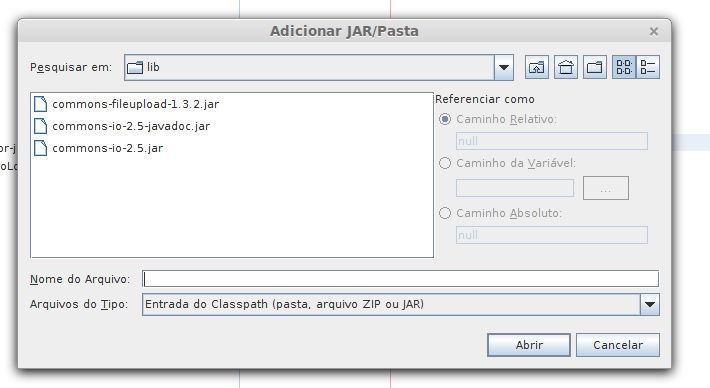 Adicionar JAR/Pasta
Pesquisar em:
lib
commons-fileupload-1.3.2.jar
commons-io-2.5-javadoc.jar
commons-io-2.5.jar
Referenciar como
Caminho Relativo:
null
Caminho da Variável:
...
Caminho Absoluto:
null
or-j
oLo
Nome do Arquivo:
Arquivos do Tipo:
Entrada do Classpath (pasta, arquivo ZIP ou JAR)
Abrir
Cancelar